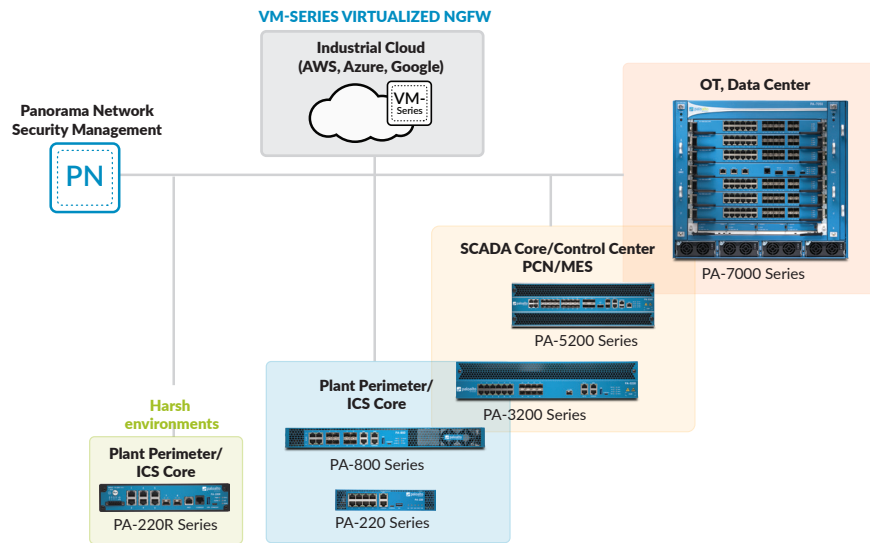 VM-SERIES VIRTUALIZED NGFW
Industrial Cloud
(AWS, Azure, Google)
VM-
Series
OT, Data Center
Panorama Network
Security Management
PN
PA-7000 Series
SCADA Core/Control Center
PCN/MES
PA-5200 Series
PA-3200 Series
Plant Perimeter/
ICS Core
PA-800 Series
PA-220 Series
Harsh
environments
Plant Perimeter/
ICS Core
PA-220R Series